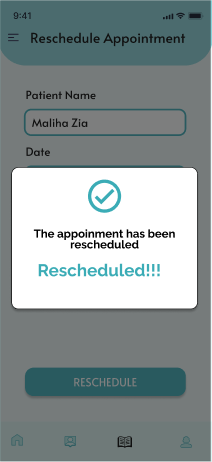 9:41
Reschedule Appointment
Patient Name
Maliha Zia
Date
The appoinment has been
rescheduled
Rescheduled!!!
RESCHEDULE